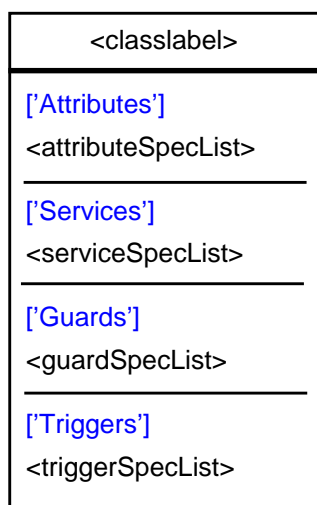 <classlabel>
['Attributes']
<attributeSpecList>
['Services']
<serviceSpecList>
['Guards']
<guardSpecList>
['Triggers']
<triggerSpecList>